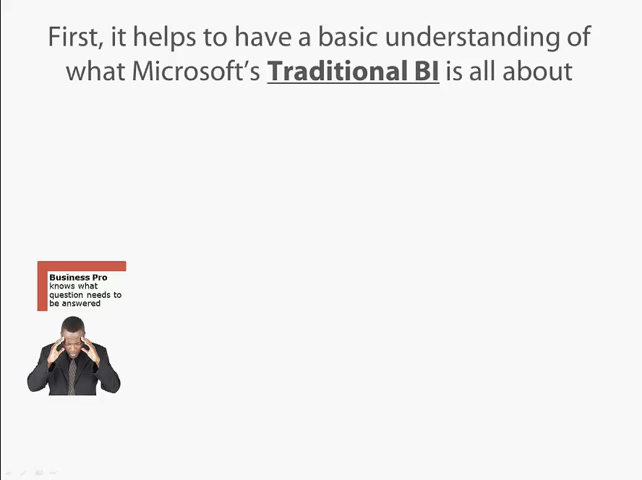 First, it helps to have a basic understanding of
what Microsoft’s Traditional BI is all about
Business Pro
knows what
question needs to
be answered